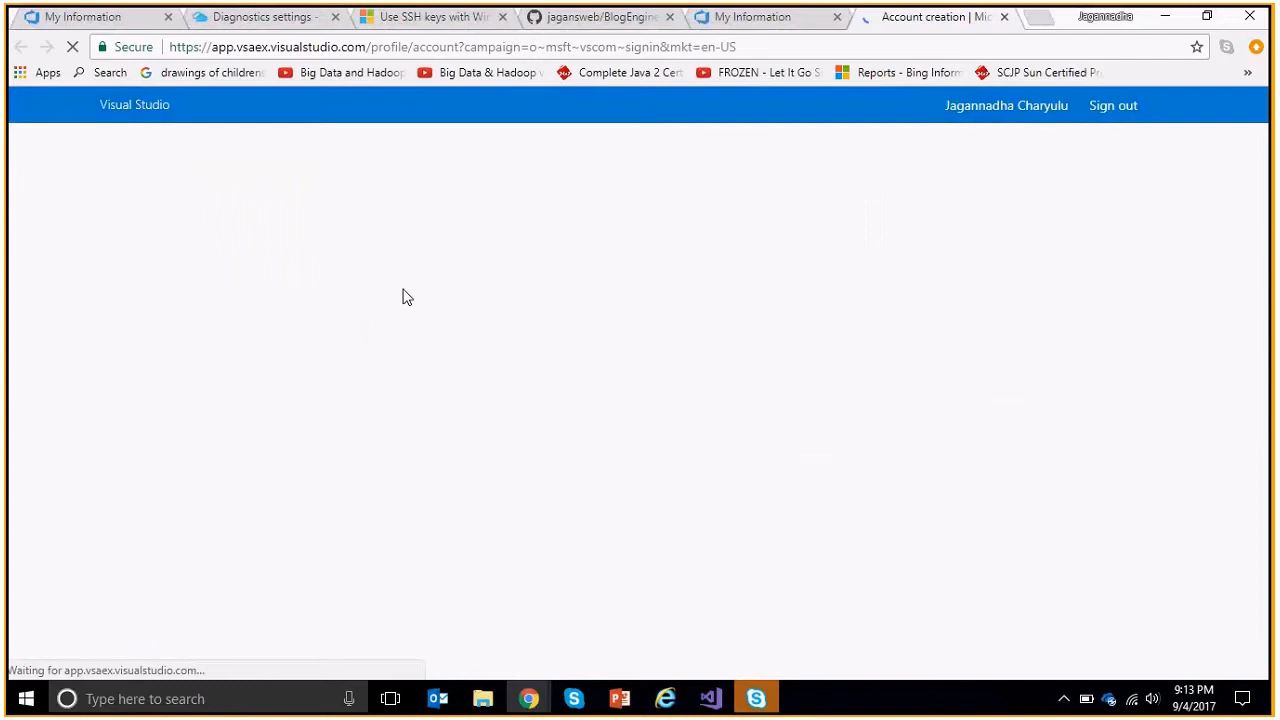 My Information
Diagnostics settings -
Use SSH keys with Win
jagansweb/BlogEngine
My Information
Account creation | Mic
Jagannadha
Secure
https://app.vsaex.visualstudio.com/profile/account?campaign=o~msft~vscom~signin&mkt=en-US
Apps
Search
drawings of childrens
Big Data and Hadoop
Big Data & Hadoop
Complete Java 2 Cert
FROZEN - Let It Go S
Reports - Bing Inform
SCJP Sun Certified Pr
Visual Studio
Jagannadha Charyulu
Sign out
Waiting for app.vsaex.visualstudio.com...
Type here to search
9:13 PM
9/4/2017